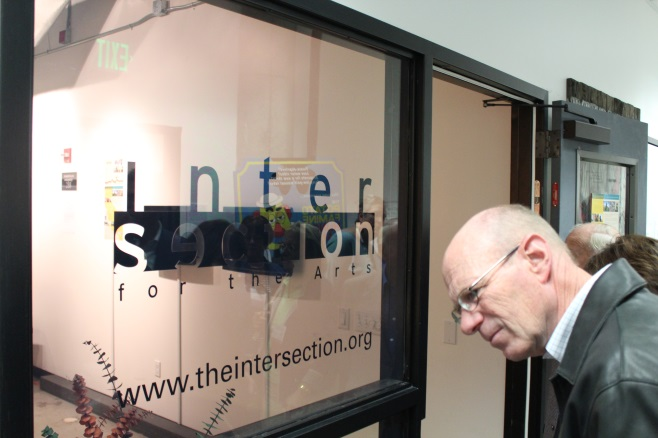 EXIT
Inter
section
for the Arts
www.theintersection.org